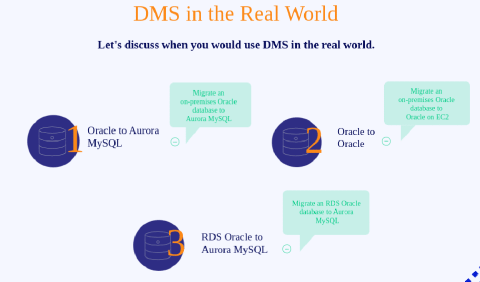 DMS in the Real World
Let's discuss when you would use DMS in the real world.
1
Oracle to Aurora
MySQL
Migrate an
on-premises Oracle
database to
Aurora MySQL
2
Oracle to
Oracle
Migrate an
on-premises Oracle
database to
Oracle on EC2
3
RDS Oracle to
Aurora MySQL
Migrate an RDS Oracle
database to Aurora
MySQL